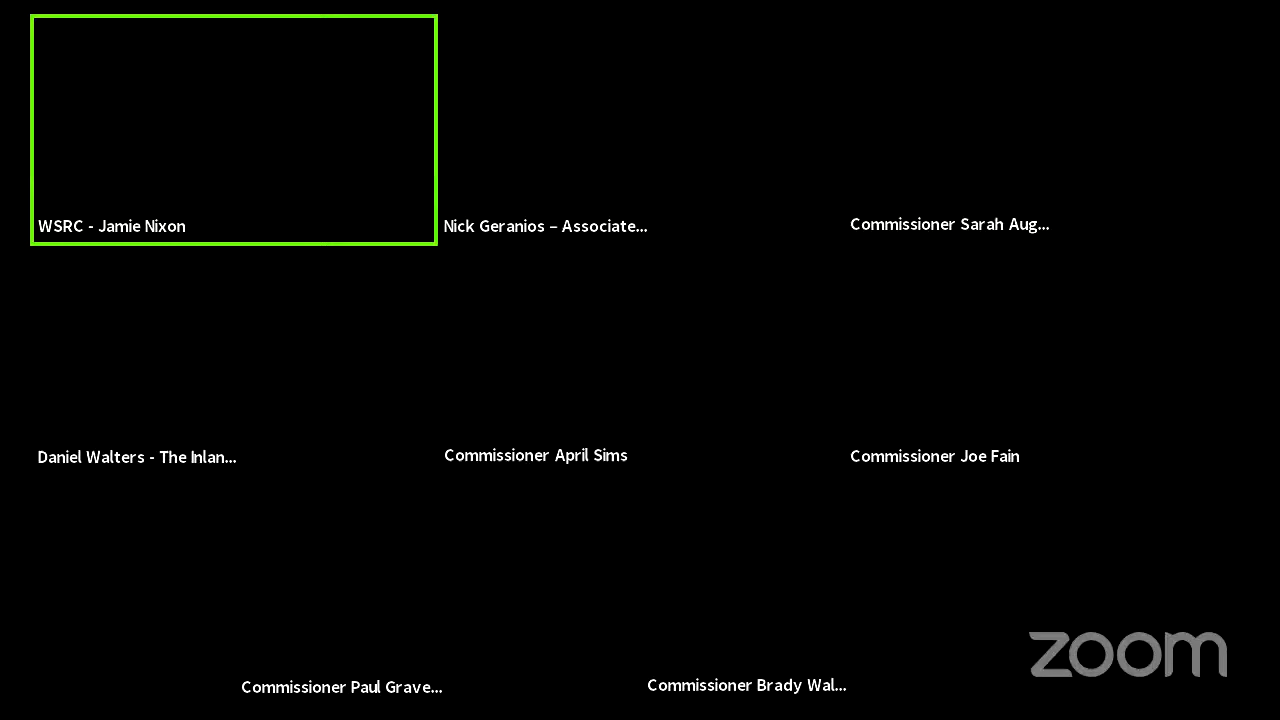 WSRC - Jamie Nixon
Nick Geranios – Associate...
Commissioner Sarah Aug...
Daniel Walters - The Inlan...
Commissioner April Sims
Commissioner Joe Fain
Commissioner Paul Grave...
Commissioner Brady Wal...
zoom